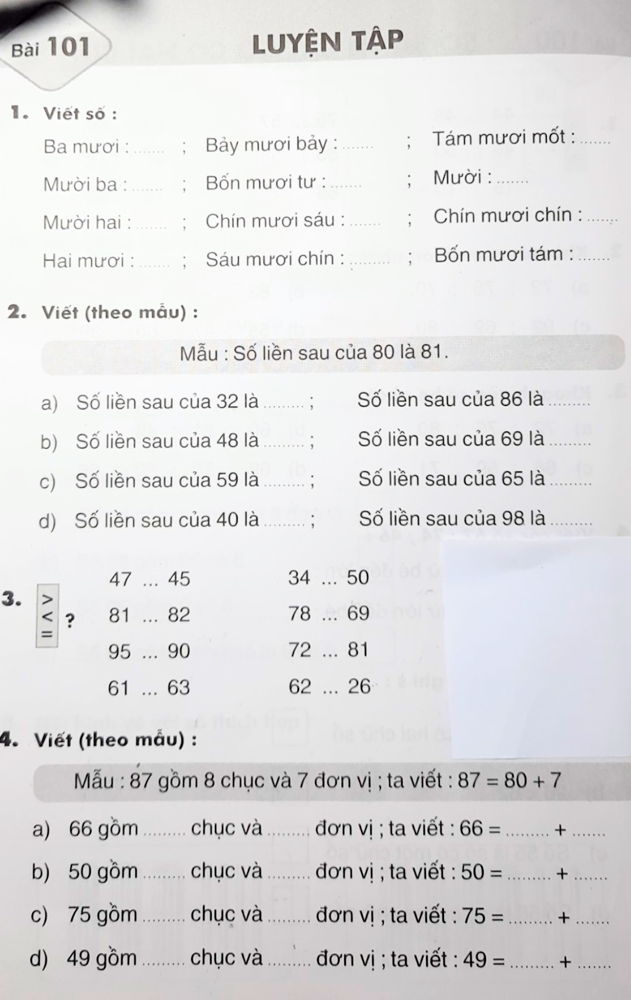 Bài 101
LUYỆN TẬP
1. Viết số :
Ba mươi : ....... ; Bảy mươi bảy : ....... ; Tám mươi mốt : .......
Mười ba : ....... ; Bốn mươi tư : ....... ; Mười : .......
Mười hai : ....... ; Chín mươi sáu : ....... ; Chín mươi chín : .......
Hai mươi : ....... ; Sáu mươi chín : ......... ; Bốn mươi tám : .......
2. Viết (theo mẫu) :
Mẫu : Số liền sau của 80 là 81.
a) Số liền sau của 32 là ......... ; Số liền sau của 86 là .........
b) Số liền sau của 48 là ......... ; Số liền sau của 69 là .........
c) Số liền sau của 59 là ......... ; Số liền sau của 65 là .........
d) Số liền sau của 40 là ......... ; Số liền sau của 98 là .........
3. > < = ?
47 ... 45 34 ... 50
81 ... 82 78 ... 69
95 ... 90 72 ... 81
61 ... 63 62 ... 26
4. Viết (theo mẫu) :
Mẫu : 87 gồm 8 chục và 7 đơn vị ; ta viết : 87 = 80 + 7
a) 66 gồm ......... chục và ......... đơn vị ; ta viết : 66 = ......... + .......
b) 50 gồm ......... chục và ......... đơn vị ; ta viết : 50 = ......... + .......
c) 75 gồm ......... chục và ......... đơn vị ; ta viết : 75 = ......... + .......
d) 49 gồm ......... chục và ......... đơn vị ; ta viết : 49 = ......... + .......